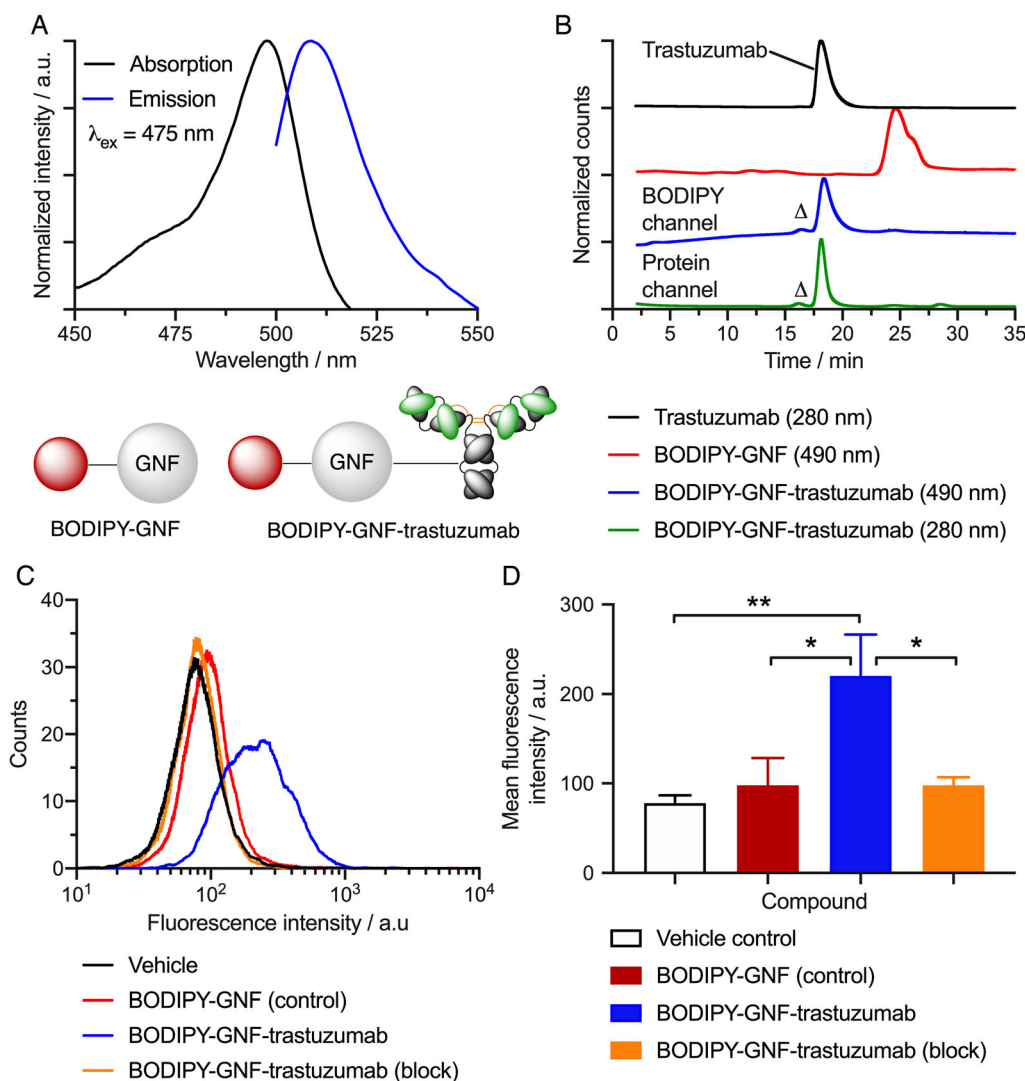 A
Absorption
Emission
λex = 475 nm
Normalized intensity / a.u.
450 475 500 525 550
Wavelength / nm
B
Trastuzumab
BODIPY
channel
Δ
Protein
channel
Δ
Normalized counts
0 5 10 15 20 25 30 35
Time / min
GNF
BODIPY-GNF
GNF
BODIPY-GNF-trastuzumab
Trastuzumab (280 nm)
BODIPY-GNF (490 nm)
BODIPY-GNF-trastuzumab (490 nm)
BODIPY-GNF-trastuzumab (280 nm)
C
40
30
20
10
0
Counts
10¹ 10² 10³ 10⁴
Fluorescence intensity / a.u
Vehicle
BODIPY-GNF (control)
BODIPY-GNF-trastuzumab
BODIPY-GNF-trastuzumab (block)
D
300
200
100
0
Mean fluorescence
intensity / a.u.
**
* *
Compound
Vehicle control
BODIPY-GNF (control)
BODIPY-GNF-trastuzumab
BODIPY-GNF-trastuzumab (block)